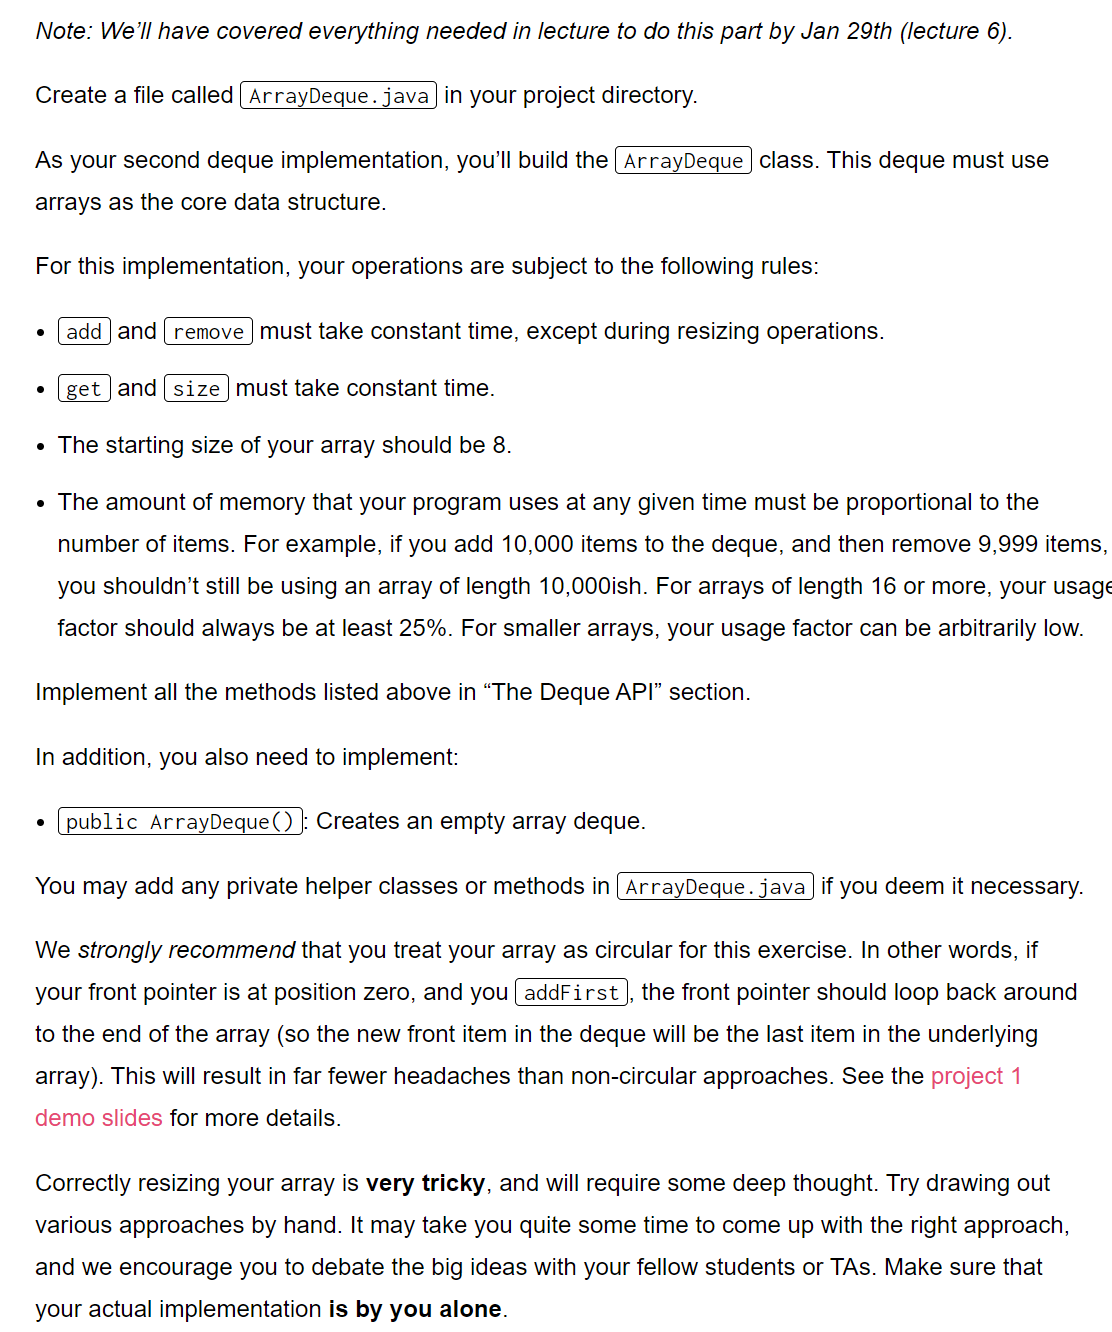 Note: We'll have covered everything needed in lecture to do this part by Jan 29th (lecture 6).
Create a file called ArrayDeque.java in your project directory.
As your second deque implementation, you'll build the ArrayDeque class. This deque must use
arrays as the core data structure.
For this implementation, your operations are subject to the following rules:
• add and remove must take constant time, except during resizing operations.
• get and size must take constant time.
• The starting size of your array should be 8.
• The amount of memory that your program uses at any given time must be proportional to the
number of items. For example, if you add 10,000 items to the deque, and then remove 9,999 items,
you shouldn't still be using an array of length 10,000ish. For arrays of length 16 or more, your usage
factor should always be at least 25%. For smaller arrays, your usage factor can be arbitrarily low.
Implement all the methods listed above in “The Deque API” section.
In addition, you also need to implement:
• public ArrayDeque(): Creates an empty array deque.
You may add any private helper classes or methods in ArrayDeque.java if you deem it necessary.
We strongly recommend that you treat your array as circular for this exercise. In other words, if
your front pointer is at position zero, and you addFirst, the front pointer should loop back around
to the end of the array (so the new front item in the deque will be the last item in the underlying
array). This will result in far fewer headaches than non-circular approaches. See the project 1
demo slides for more details.
Correctly resizing your array is very tricky, and will require some deep thought. Try drawing out
various approaches by hand. It may take you quite some time to come up with the right approach,
and we encourage you to debate the big ideas with your fellow students or TAs. Make sure that
your actual implementation is by you alone.